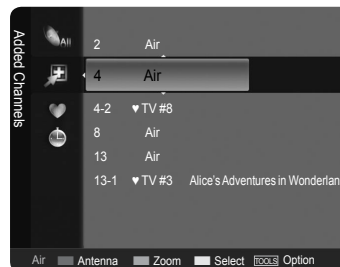 Added Channels
All
2 Air
4 Air
4-2 ♥ TV #8
8 Air
13 Air
13-1 ♥ TV #3 Alice's Adventures in Wonderlan
Air Antenna Zoom Select TOOLS Option